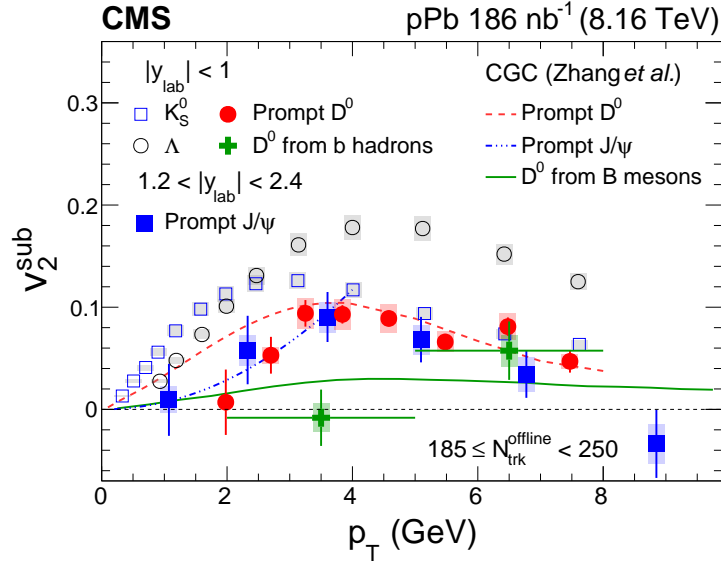 CMS
pPb 186 nb⁻¹ (8.16 TeV)
|y_lab| < 1
K⁰_S
Prompt D⁰
Λ
D⁰ from b hadrons
1.2 < |y_lab| < 2.4
Prompt J/ψ
CGC (Zhang et al.)
Prompt D⁰
Prompt J/ψ
D⁰ from B mesons
0.3
0.2
0.1
0
v₂^sub
185 ≤ N_trk^offline < 250
0 2 4 6 8
p_T (GeV)